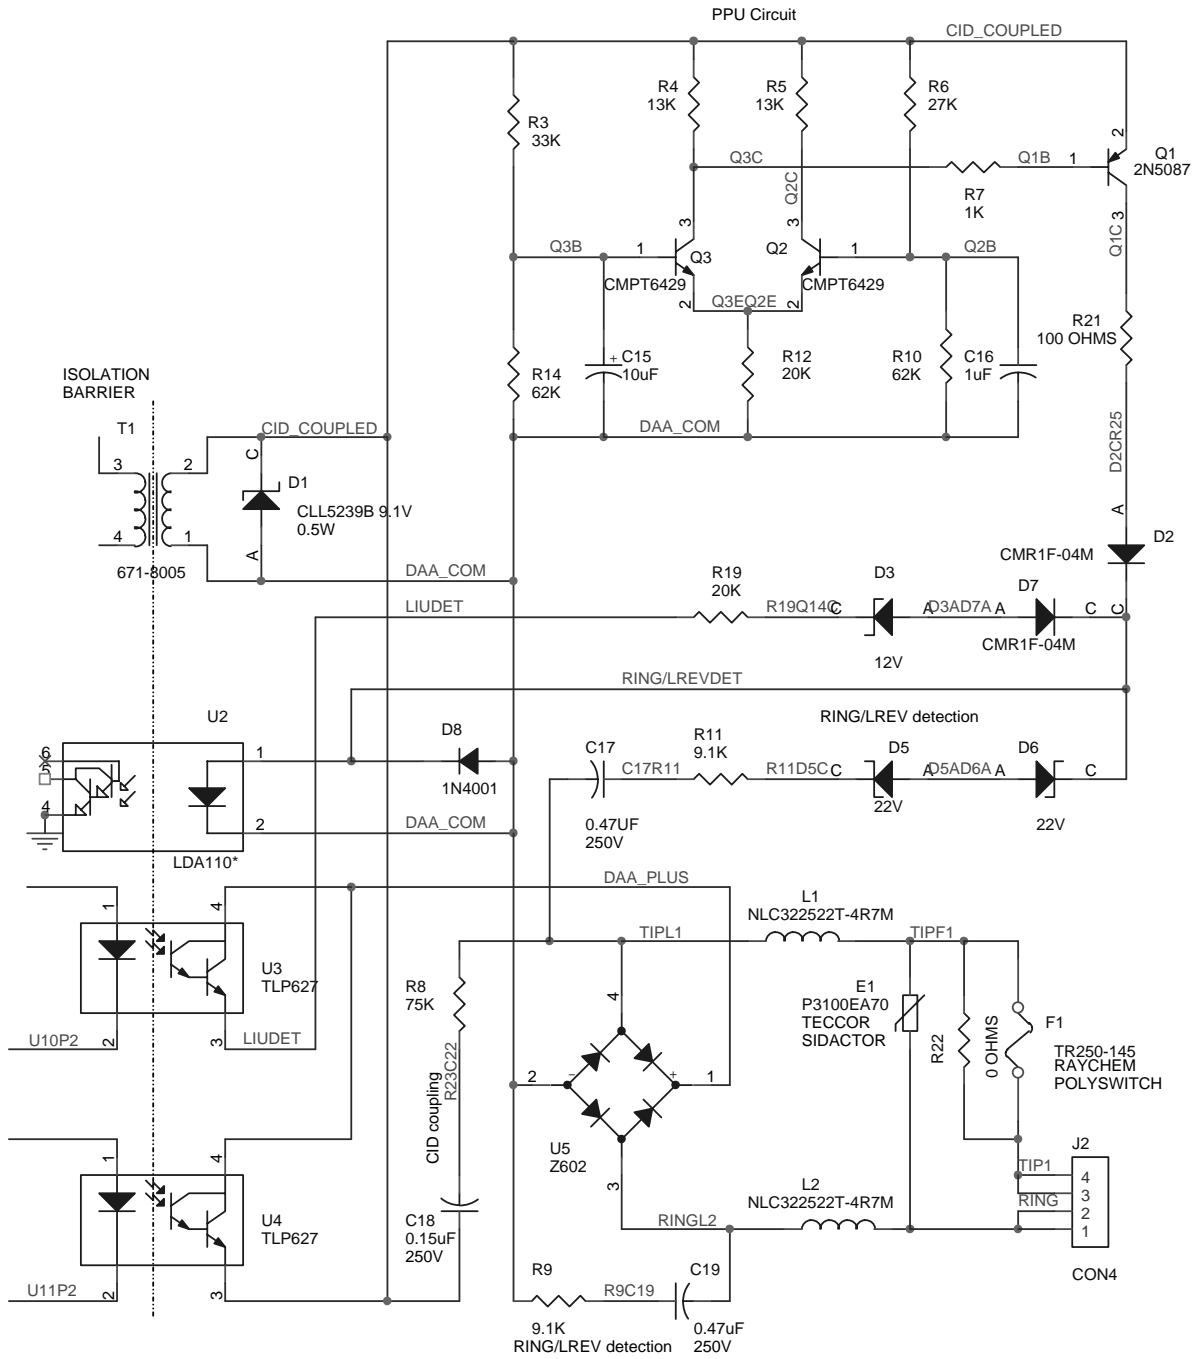 PPU Circuit
CID_COUPLED
R4
13K
R5
13K
R6
27K
R3
33K
2
Q1
2N5087
Q3C
R7
1K
Q1B
1
Q2C
3
3
Q1C
3
Q3B
1
Q3
CMPT6429
2
Q2
CMPT6429
2
1
Q2B
Q3EQ2E
R21
100 OHMS
R14
62K
+
C15
10uF
R12
20K
R10
62K
C16
1uF
DAA_COM
D2CR25
ISOLATION
BARRIER
T1
3
4
2
1
671-8005
CID_COUPLED
C
D1
CLL5239B 9.1V
0.5W
A
DAA_COM
A
D2
CMR1F-04M
C
LIUDET
R19
20K
R19Q14C
C
D3
12V
A
D3AD7A
A
D7
CMR1F-04M
C
RING/LREVDET
RING/LREV detection
U2
6
5
4
1
2
LDA110*
D8
1N4001
DAA_COM
C17
0.47UF
250V
C17R11
R11
9.1K
R11D5C
C
D5
22V
A
D5AD6A
A
D6
22V
C
DAA_PLUS
1
2
4
3
U3
TLP627
U10P2
LIUDET
R8
75K
R23C22
CID coupling
C18
0.15uF
250V
TIPL1
L1
NLC322522T-4R7M
TIPF1
4
2
−
+
1
3
U5
Z602
E1
P3100EA70
TECCOR
SIDACTOR
R22
0 OHMS
F1
TR250-145
RAYCHEM
POLYSWITCH
J2
TIP1
RING
4
3
2
1
CON4
L2
NLC322522T-4R7M
RINGL2
1
2
4
3
U4
TLP627
U11P2
R9
9.1K
R9C19
C19
0.47uF
250V
RING/LREV detection